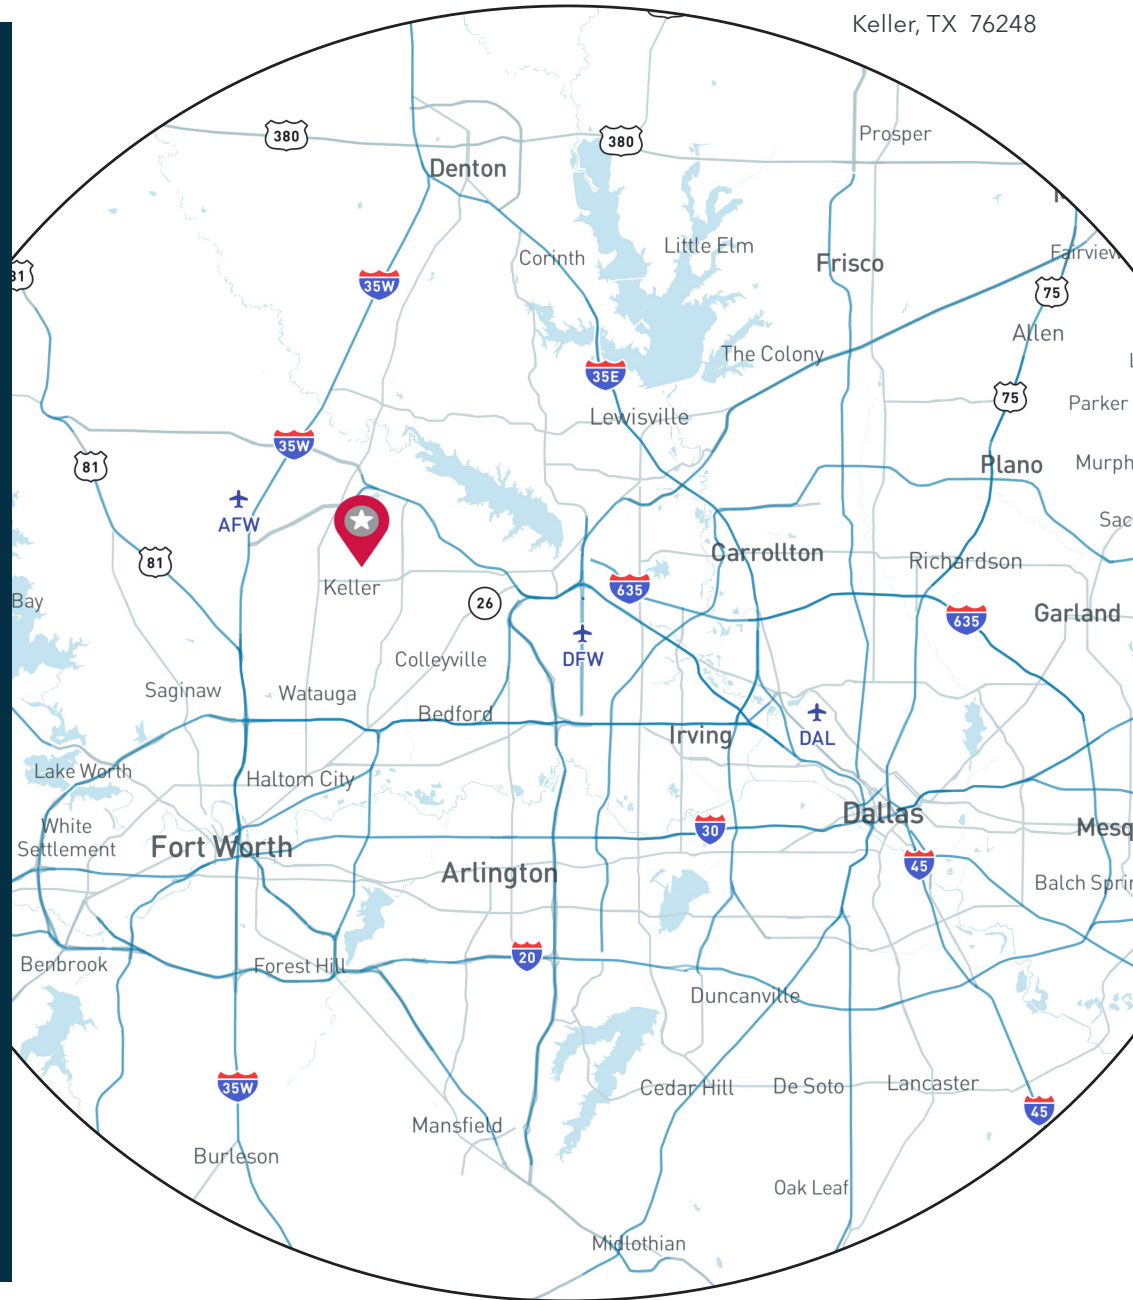 Keller, TX  76248
380
380
Prosper
Denton
Little Elm
Corinth
Frisco
Fairview
35W
75
Allen
The Colony
35E
75
Parker
Lewisville
35W
81
Plano
AFW
Carrollton
Richardson
81
Keller
635
26
Bay
Garland
635
DFW
Colleyville
Saginaw
Watauga
Bedford
Irving
DAL
Lake Worth
Haltom City
Dallas
White
Settlement
30
Fort Worth
45
Arlington
20
Benbrook
Forest Hill
Duncanville
35W
Cedar Hill
De Soto
Lancaster
45
Mansfield
Burleson
Oak Leaf
Midlothian